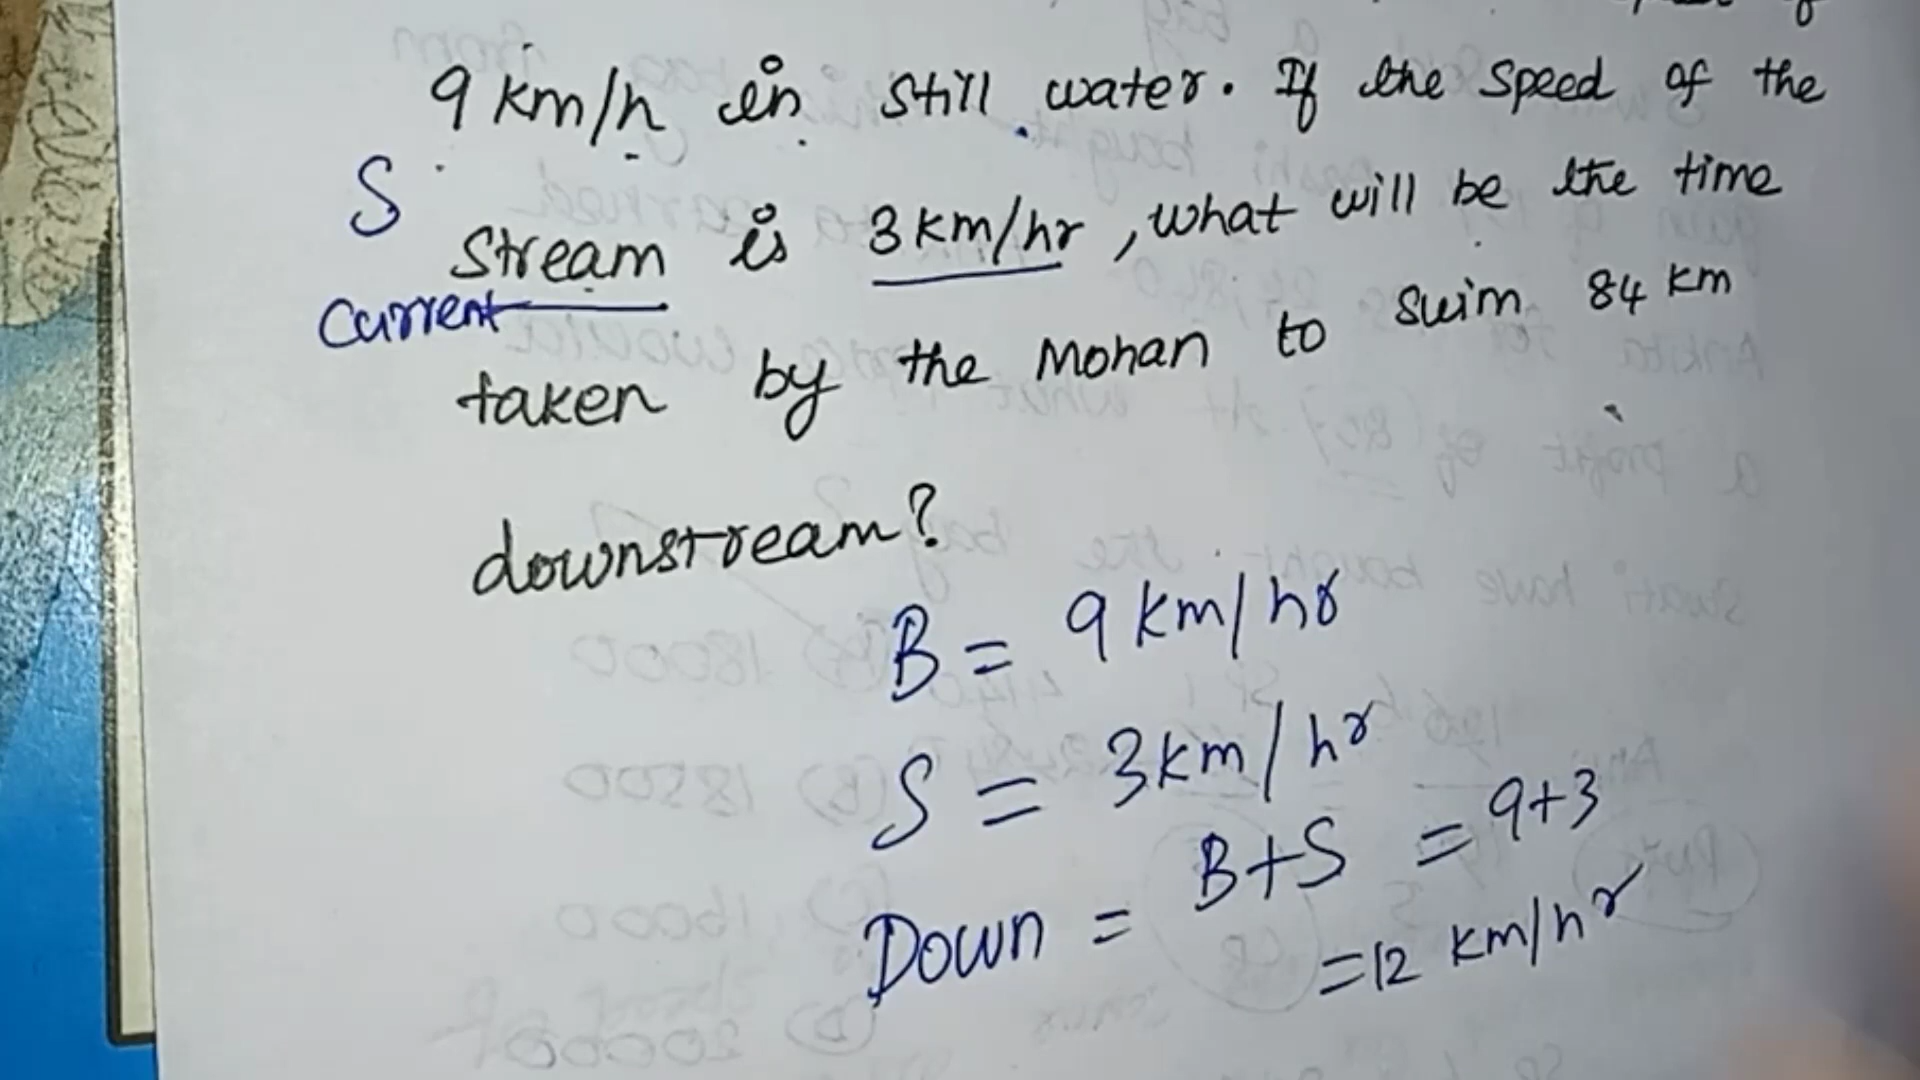 9 km/h in still water. If the speed of the
S
stream is 3 km/hr, what will be the time
Current
taken by the Mohan to swim 84 km
downstream?
B = 9 km/hr
S = 3 km/hr
Down = B+S = 9+3
=12 km/hr